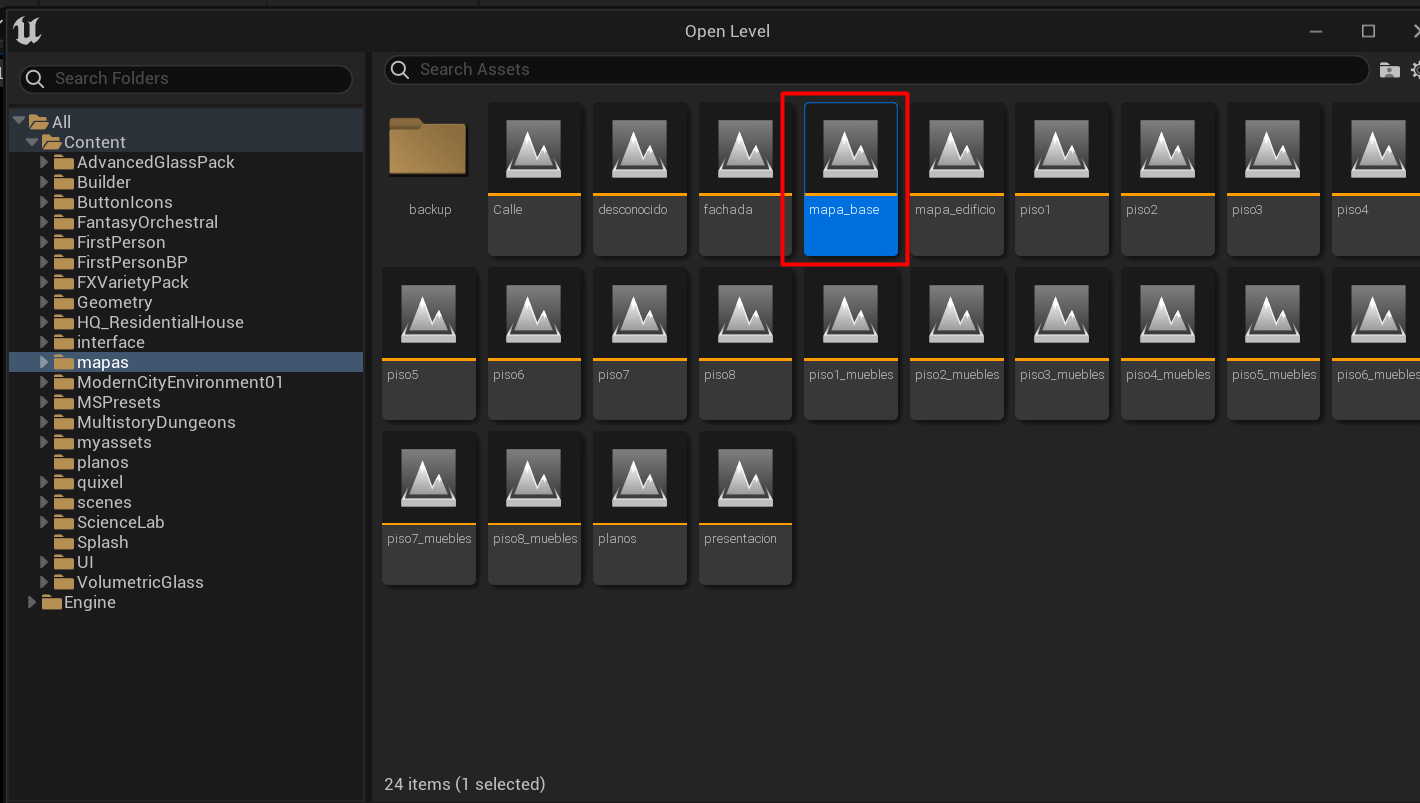 Open Level
Search Folders
All
Content
AdvancedGlassPack
Builder
ButtonIcons
FantasyOrchestral
FirstPerson
FirstPersonBP
FXVarietyPack
Geometry
HQ_ResidentialHouse
interface
mapas
ModernCityEnvironment01
MSPresets
MultistoryDungeons
myassets
planos
quixel
scenes
ScienceLab
Splash
UI
VolumetricGlass
Engine
Search Assets
backup Calle desconocido fachada mapa_base mapa_edificio piso1 piso2 piso3 piso4
piso5 piso6 piso7 piso8 piso1_muebles piso2_muebles piso3_muebles piso4_muebles piso5_muebles piso6_muebles
piso7_muebles piso8_muebles planos presentacion
24 items (1 selected)